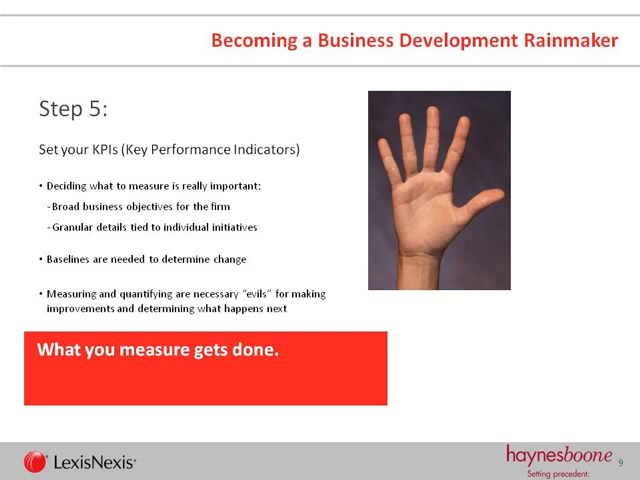 Becoming a Business Development Rainmaker
Step 5:
Set your KPIs (Key Performance Indicators)
• Deciding what to measure is really important:
- Broad business objectives for the firm
- Granular details tied to individual initiatives
• Baselines are needed to determine change
• Measuring and quantifying are necessary “evils” for making
improvements and determining what happens next
What you measure gets done.
LexisNexis®
haynesboone
Setting precedent.
9